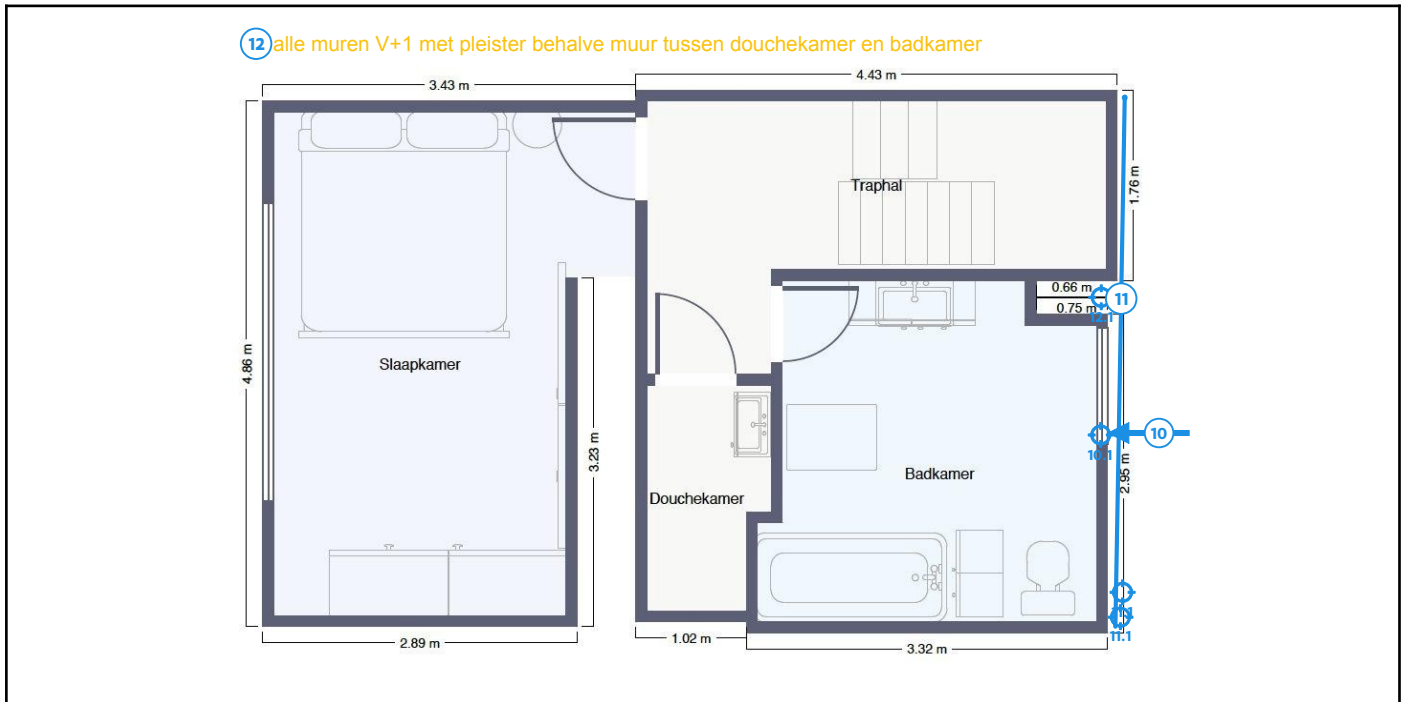 12 alle muren V+1 met pleister behalve muur tussen douchekamer en badkamer
3.43 m
4.43 m
1.76 m
Traphal
0.66 m
11
0.75 m
12.1
Slaapkamer
4.86 m
3.23 m
10
10.1
2.95 m
Badkamer
Douchekamer
11.1
2.89 m
1.02 m
3.32 m